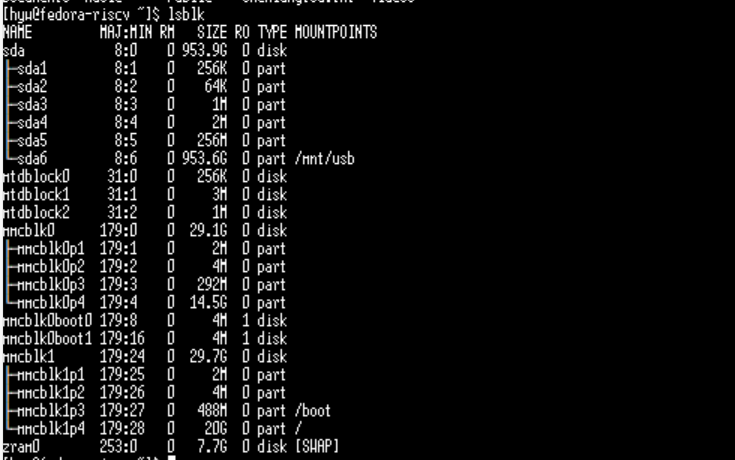 [hyw@fedora-riscv ~]$ lsblk
NAME         MAJ:MIN RM   SIZE RO TYPE MOUNTPOINTS
sda            8:0    0 953.9G  0 disk
├─sda1         8:1    0   256K  0 part
├─sda2         8:2    0    64K  0 part
├─sda3         8:3    0     1M  0 part
├─sda4         8:4    0     2M  0 part
├─sda5         8:5    0   256M  0 part
└─sda6         8:6    0 953.6G  0 part /mnt/usb
mtdblock0     31:0    0   256K  0 disk
mtdblock1     31:1    0     3M  0 disk
mtdblock2     31:2    0     1M  0 disk
mmcblk0      179:0    0  29.1G  0 disk
├─mmcblk0p1  179:1    0     2M  0 part
├─mmcblk0p2  179:2    0     4M  0 part
├─mmcblk0p3  179:3    0   292M  0 part
└─mmcblk0p4  179:4    0  14.5G  0 part
mmcblk0boot0 179:8    0     4M  1 disk
mmcblk0boot1 179:16   0     4M  1 disk
mmcblk1      179:24   0  29.7G  0 disk
├─mmcblk1p1  179:25   0     2M  0 part
├─mmcblk1p2  179:26   0     4M  0 part
├─mmcblk1p3  179:27   0   488M  0 part /boot
└─mmcblk1p4  179:28   0    20G  0 part /
zram0        253:0    0   7.7G  0 disk [SWAP]